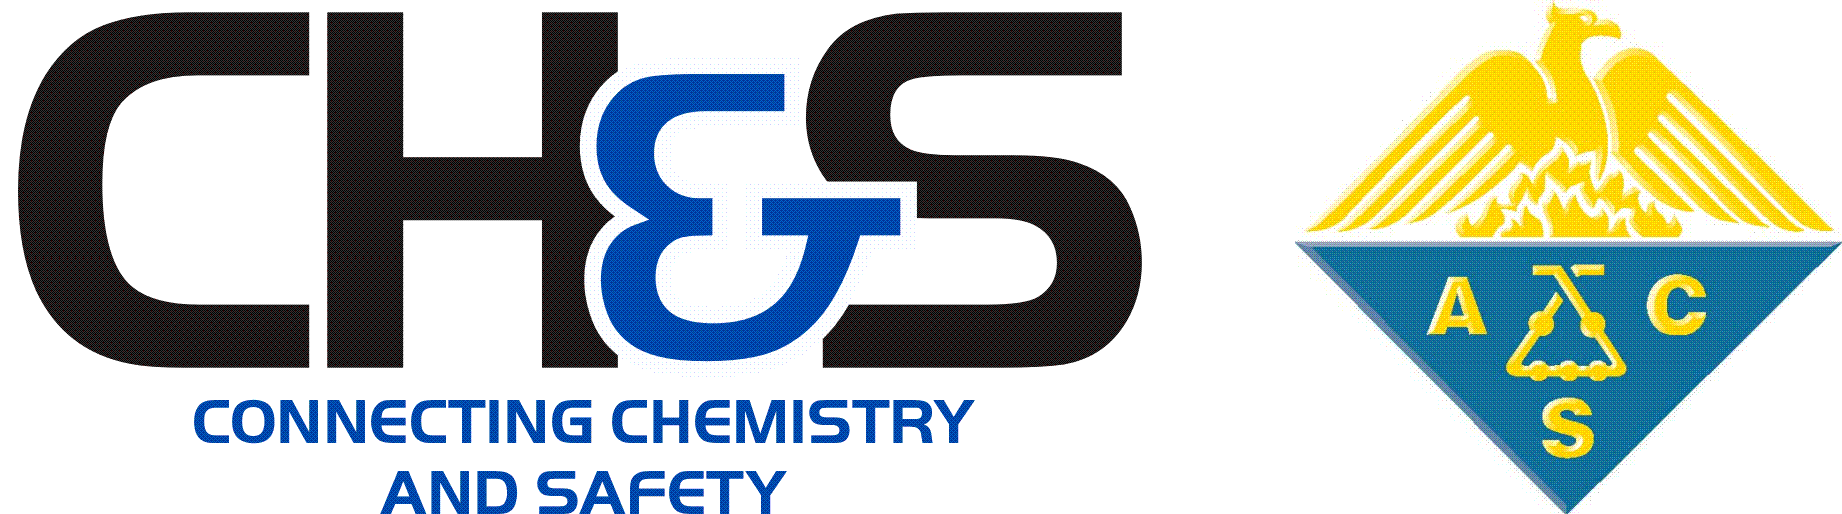 CH&S
CONNECTING CHEMISTRY
AND SAFETY
A C
S